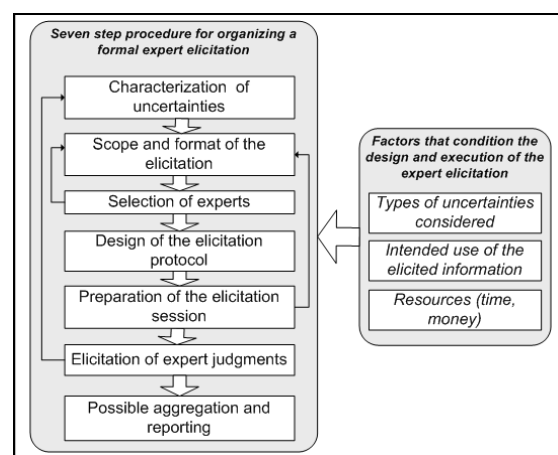 Seven step procedure for organizing a
formal expert elicitation
Characterization of
uncertainties
Scope and format of the
elicitation
Selection of experts
Design of the elicitation
protocol
Preparation of the elicitation
session
Elicitation of expert judgments
Possible aggregation and
reporting
Factors that condition the
design and execution of the
expert elicitation
Types of uncertainties
considered
Intended use of the
elicited information
Resources (time,
money)